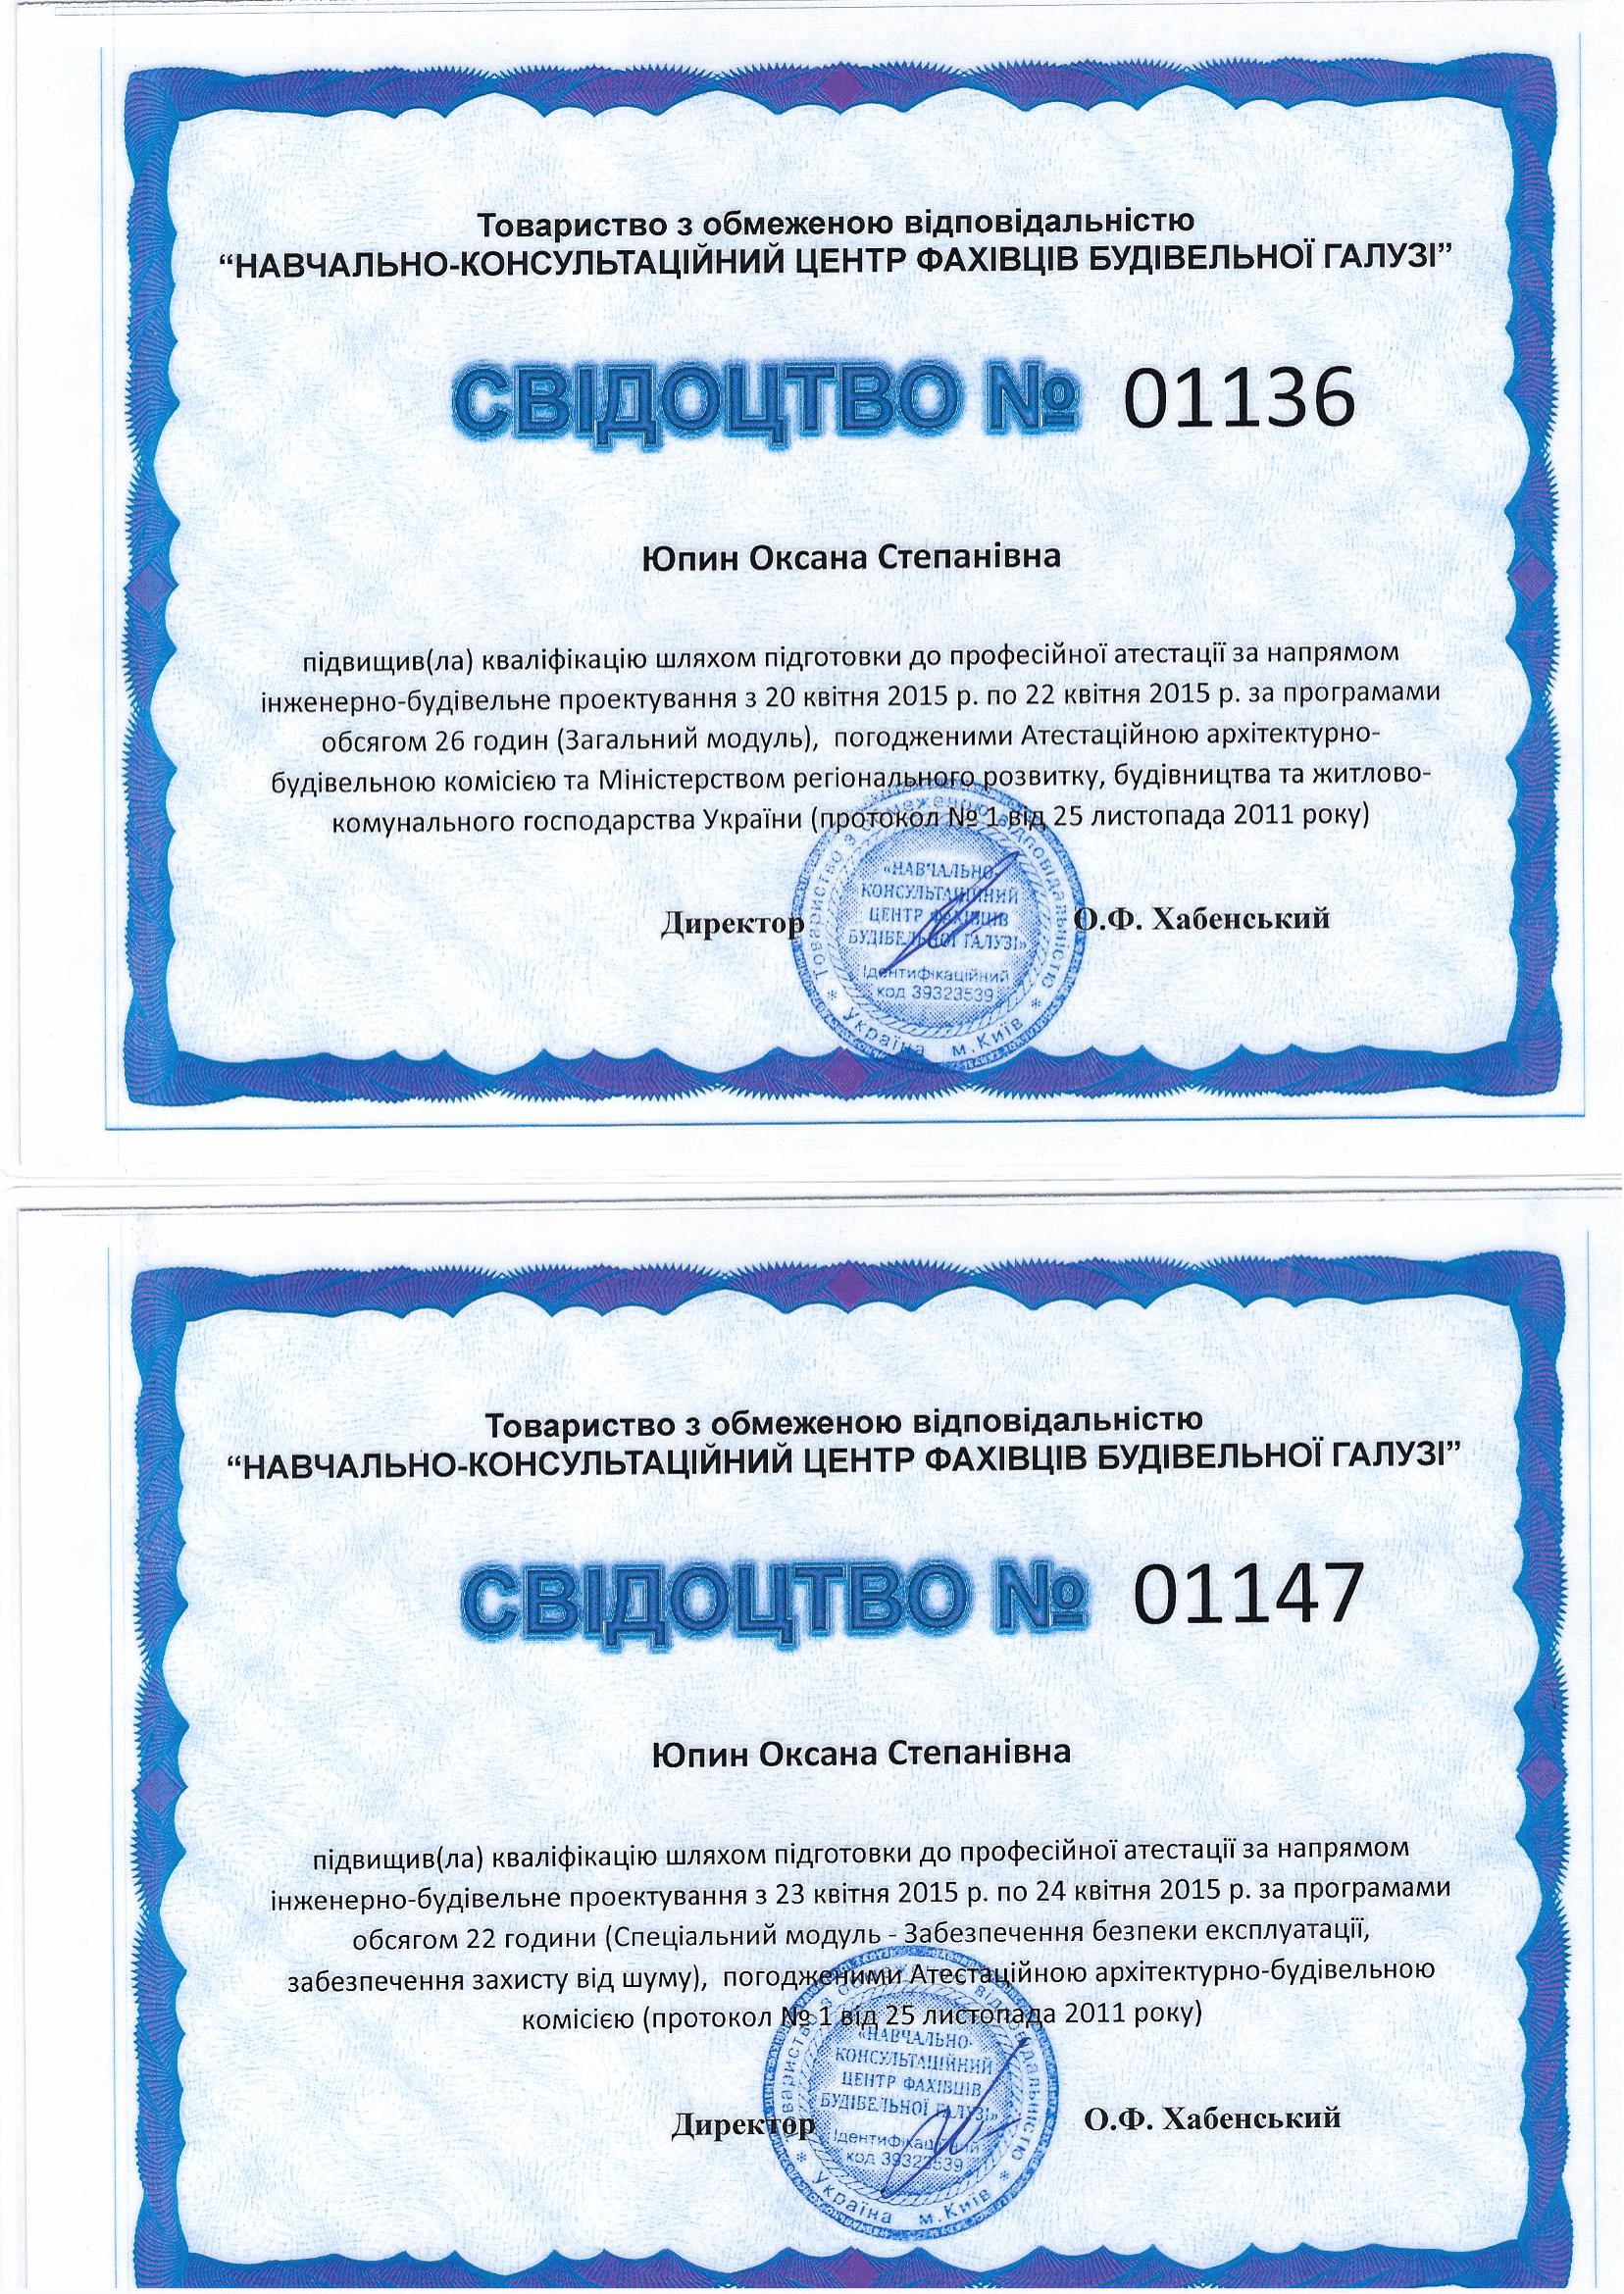 Товариство з обмеженою відповідальністю
“НАВЧАЛЬНО-КОНСУЛЬТАЦІЙНИЙ ЦЕНТР ФАХІВЦІВ БУДІВЕЛЬНОЇ ГАЛУЗІ”
СВІДОЦТВО № 01136
Юпин Оксана Степанівна
підвищив(ла) кваліфікацію шляхом підготовки до професійної атестації за напрямом
інженерно-будівельне проектування з 20 квітня 2015 р. по 22 квітня 2015 р. за програмами
обсягом 26 годин (Загальний модуль), погодженими Атестаційною архітектурно-
будівельною комісією та Міністерством регіонального розвитку, будівництва та житлово-
комунального господарства України (протокол № 1 від 25 листопада 2011 року)
Директор О.Ф. Хабенський
Товариство з обмеженою відповідальністю
«НАВЧАЛЬНО-
КОНСУЛЬТАЦІЙНИЙ
ЦЕНТР ФАХІВЦІВ
БУДІВЕЛЬНОЇ ГАЛУЗІ»
Ідентифікаційний
код 39323539
* Україна м.Київ *
Товариство з обмеженою відповідальністю
“НАВЧАЛЬНО-КОНСУЛЬТАЦІЙНИЙ ЦЕНТР ФАХІВЦІВ БУДІВЕЛЬНОЇ ГАЛУЗІ”
СВІДОЦТВО № 01147
Юпин Оксана Степанівна
підвищив(ла) кваліфікацію шляхом підготовки до професійної атестації за напрямом
інженерно-будівельне проектування з 23 квітня 2015 р. по 24 квітня 2015 р. за програмами
обсягом 22 години (Спеціальний модуль - Забезпечення безпеки експлуатації,
забезпечення захисту від шуму), погодженими Атестаційною архітектурно-будівельною
комісією (протокол № 1 від 25 листопада 2011 року)
Директор О.Ф. Хабенський
Товариство з обмеженою відповідальністю
«НАВЧАЛЬНО-
КОНСУЛЬТАЦІЙНИЙ
ЦЕНТР ФАХІВЦІВ
БУДІВЕЛЬНОЇ ГАЛУЗІ»
Ідентифікаційний
код 39323539
* Україна м.Київ *